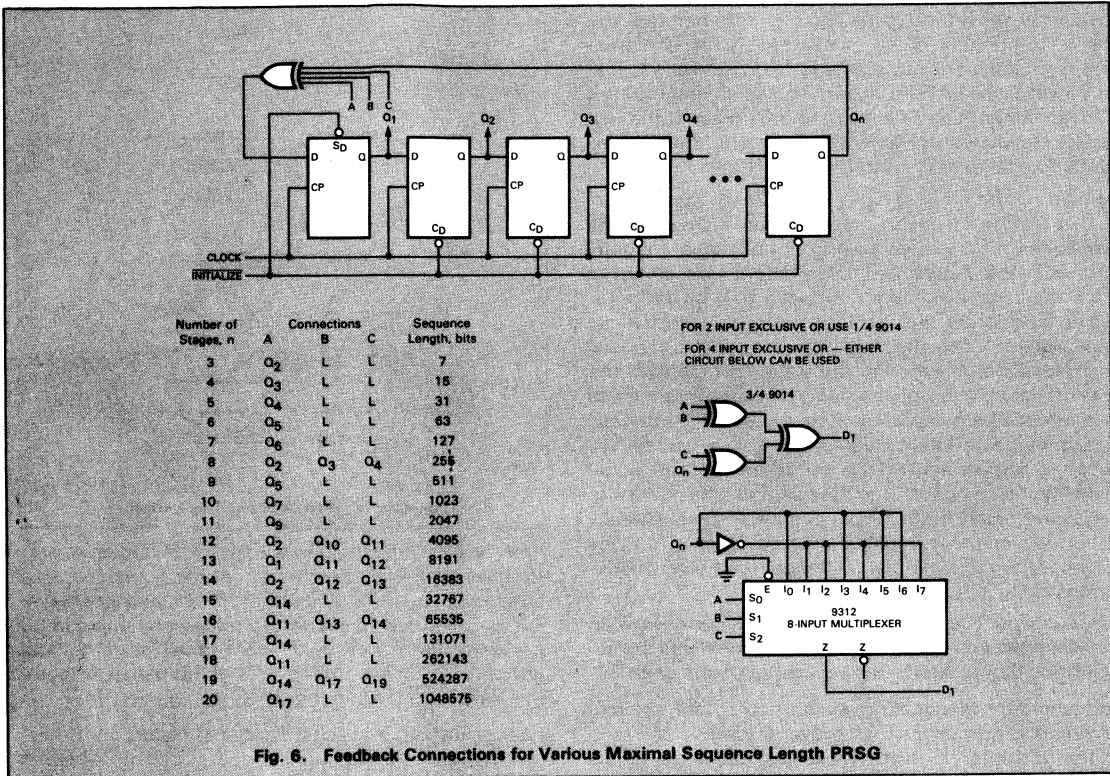 A B C
Q1 Q2 Q3 Q4 Qn
SD
D Q D Q D Q D Q D Q
CP CP CP CP CP
CD CD CD CD
CLOCK
INITIALIZE
Number of Stages, n Connections Sequence Length, bits
A B C
3 Q2 L L 7
4 Q3 L L 15
5 Q4 L L 31
6 Q5 L L 63
7 Q6 L L 127
8 Q2 Q3 Q4 255
9 Q5 L L 511
10 Q7 L L 1023
11 Q9 L L 2047
12 Q2 Q10 Q11 4095
13 Q1 Q11 Q12 8191
14 Q2 Q12 Q13 16383
15 Q14 L L 32767
16 Q11 Q13 Q14 65535
17 Q14 L L 131071
18 Q11 L L 262143
19 Q14 Q17 Q19 524287
20 Q17 L L 1048575
FOR 2 INPUT EXCLUSIVE OR USE 1/4 9014
FOR 4 INPUT EXCLUSIVE OR — EITHER
CIRCUIT BELOW CAN BE USED
3/4 9014
A
B
C
Qn
D1
Qn
E I0 I1 I2 I3 I4 I5 I6 I7
A S0
B S1
C S2
9312
8-INPUT MULTIPLEXER
Z Z
D1
Fig. 6. Feedback Connections for Various Maximal Sequence Length PRSG